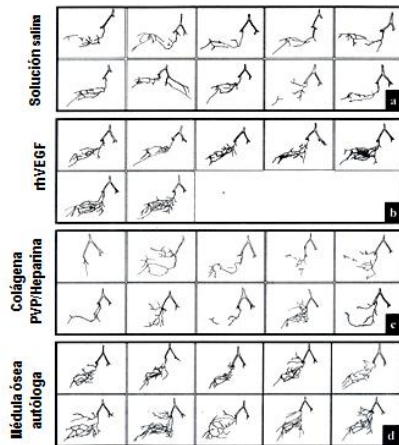 Solución salina
a
rhVEGF
b
Colágena
PVP/Heparina
c
Médula ósea
autóloga
d